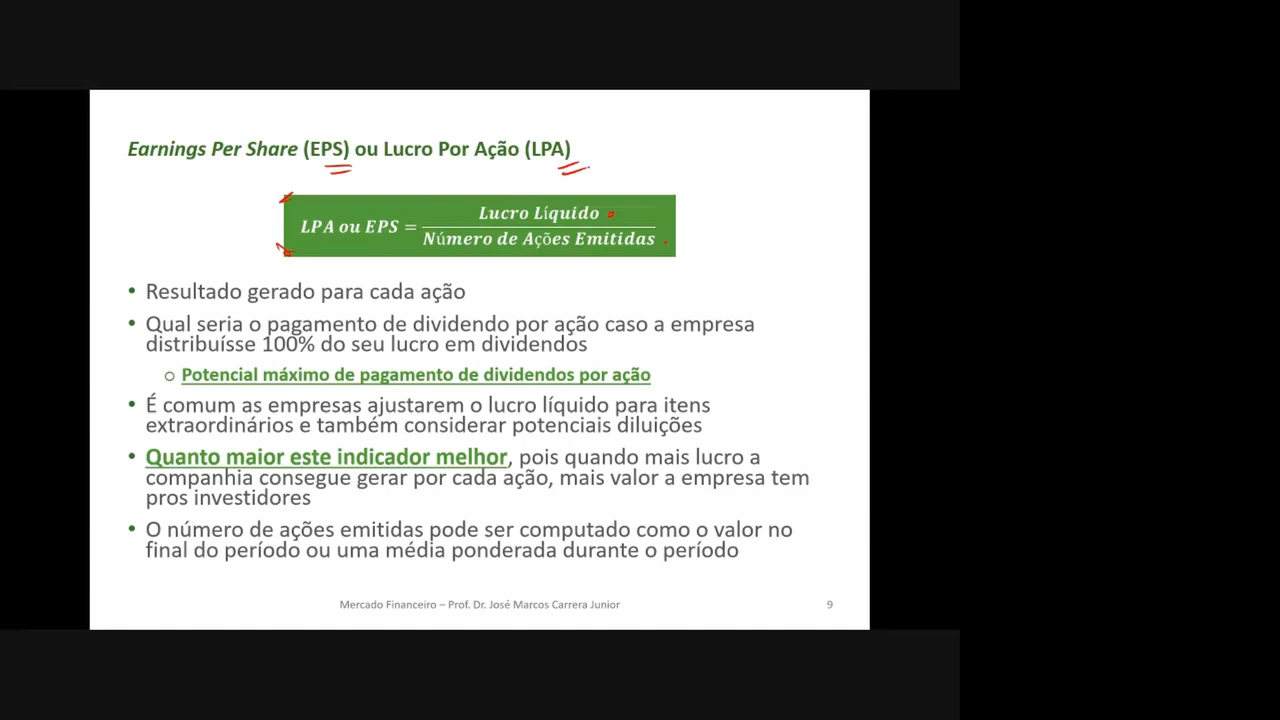 Earnings Per Share (EPS) ou Lucro Por Ação (LPA)
LPA ou EPS = Lucro Líquido
Número de Ações Emitidas
• Resultado gerado para cada ação
• Qual seria o pagamento de dividendo por ação caso a empresa
distribuísse 100% do seu lucro em dividendos
o Potencial máximo de pagamento de dividendos por ação
• É comum as empresas ajustarem o lucro líquido para itens
extraordinários e também considerar potenciais diluições
• Quanto maior este indicador melhor, pois quando mais lucro a
companhia consegue gerar por cada ação, mais valor a empresa tem
pros investidores
• O número de ações emitidas pode ser computado como o valor no
final do período ou uma média ponderada durante o período
Mercado Financeiro – Prof. Dr. José Marcos Carrera Junior 9